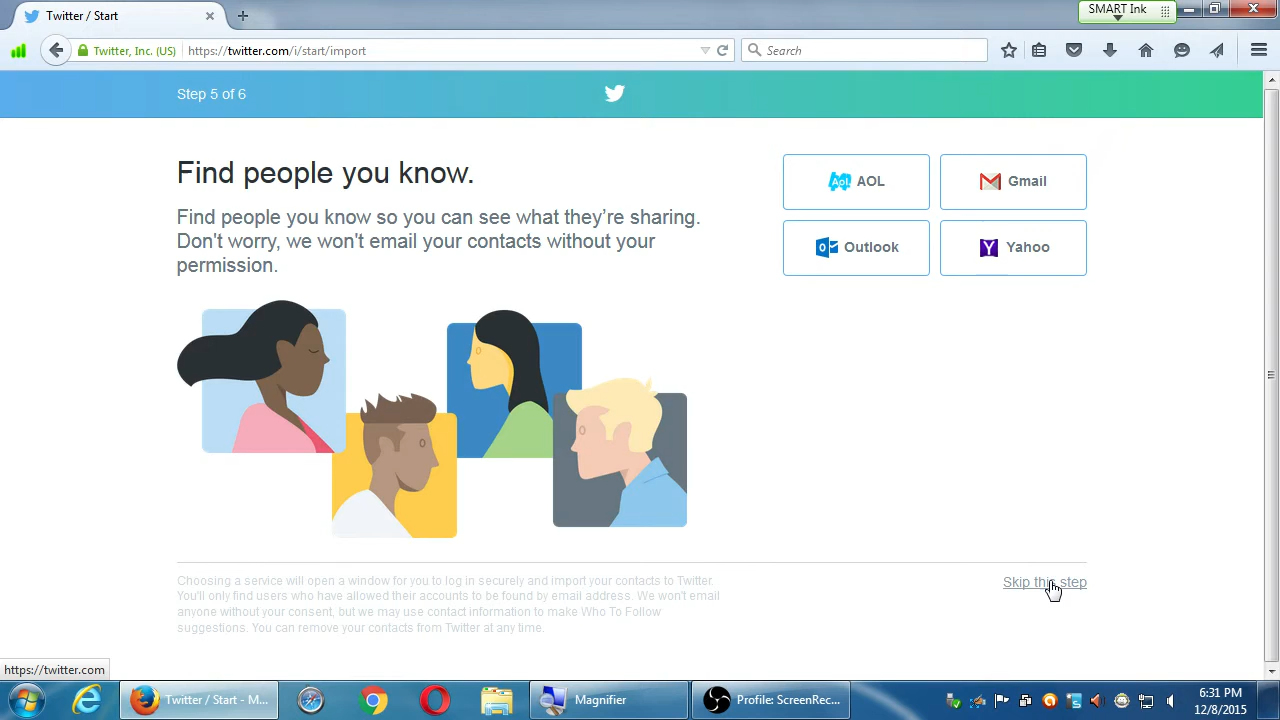 Twitter / Start
SMART Ink
Twitter, Inc. (US)
https://twitter.com/i/start/import
Search
Step 5 of 6
Find people you know.
Find people you know so you can see what they’re sharing.
Don't worry, we won't email your contacts without your
permission.
Aol. AOL
Gmail
Outlook
Yahoo
Choosing a service will open a window for you to log in securely and import your contacts to Twitter.
You'll only find users who have allowed their accounts to be found by email address. We won't email
anyone without your consent, but we may use contact information to make Who To Follow
suggestions. You can remove your contacts from Twitter at any time.
Skip this step
https://twitter.com
Twitter / Start - M...
Magnifier
Profile: ScreenRec...
6:31 PM
12/8/2015